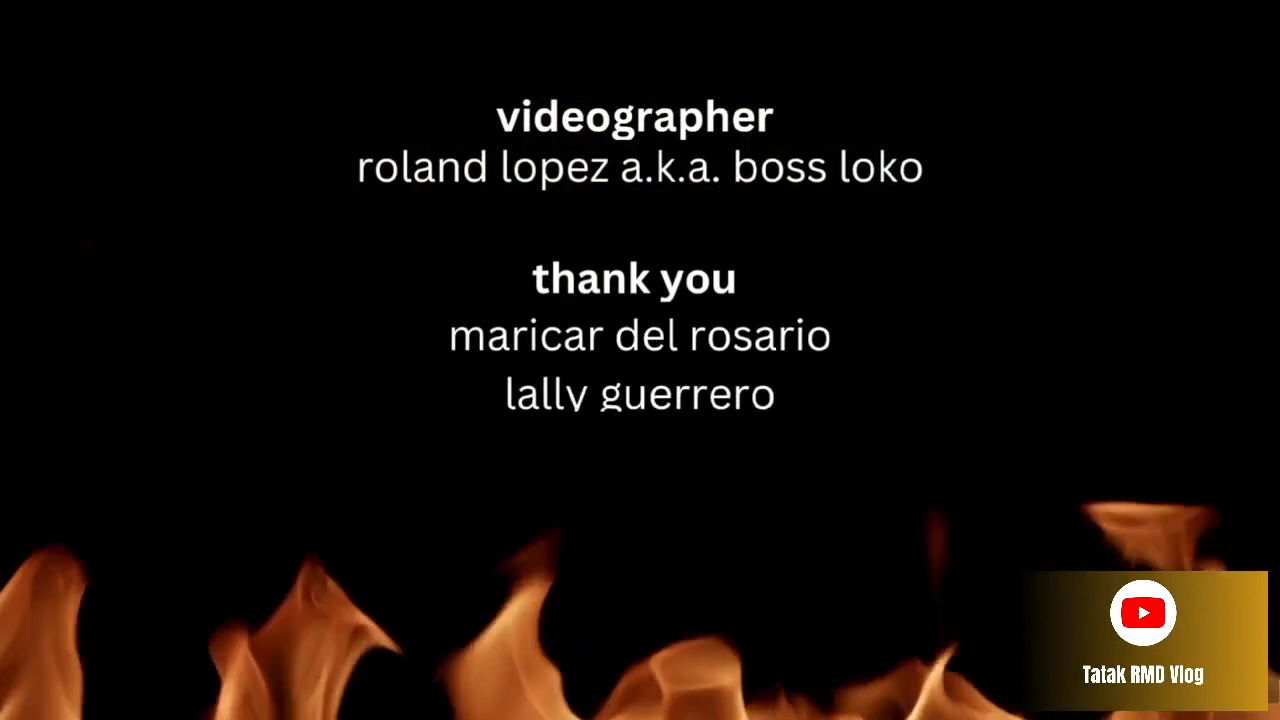 videographer
roland lopez a.k.a. boss loko
thank you
maricar del rosario
lally guerrero
Tatak RMD Vlog